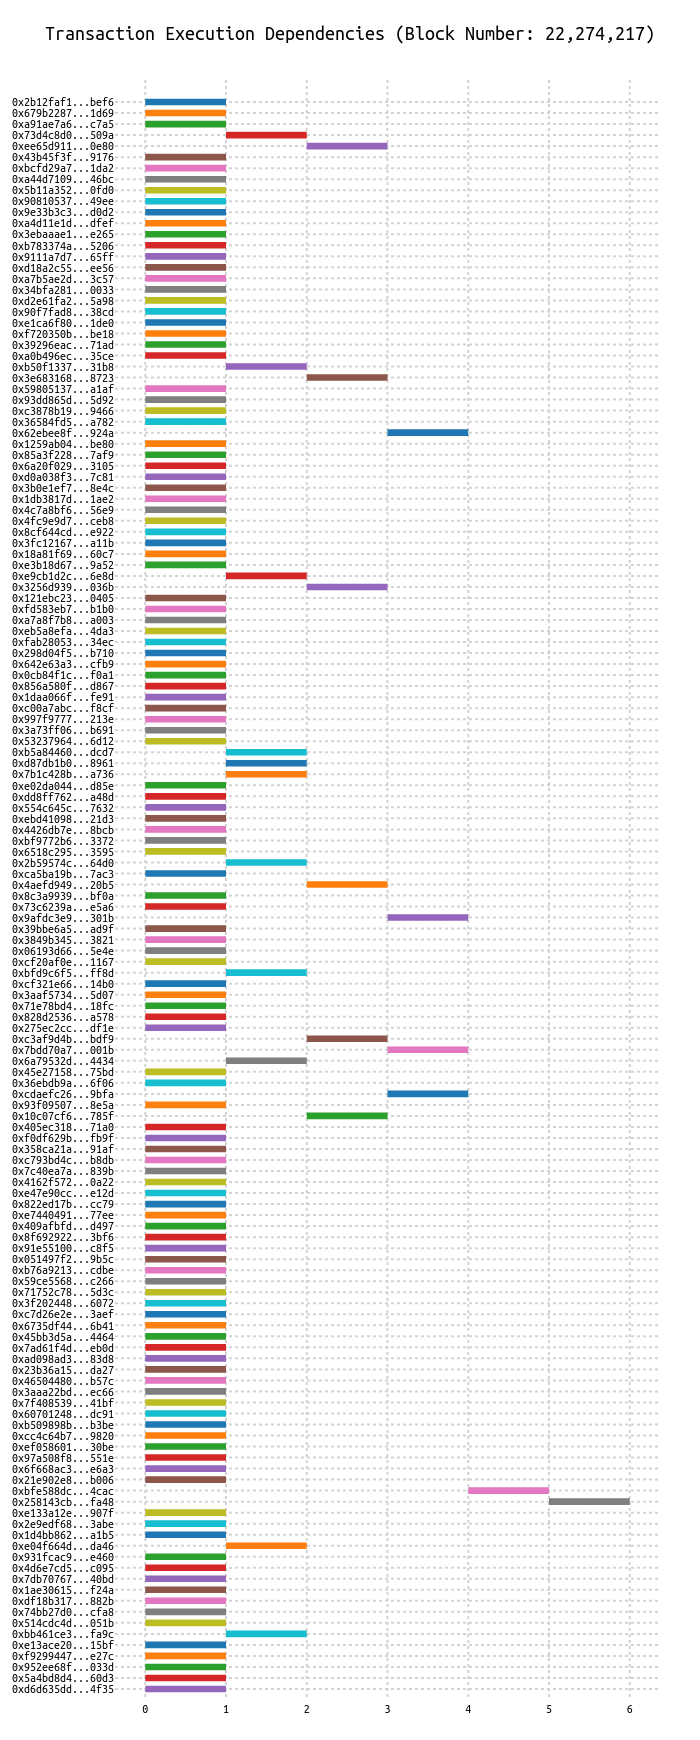 Transaction Execution Dependencies (Block Number: 22,274,217)
0x2b12faf1...bef6
0x679b2287...1d69
0xa91ae7a6...c7a5
0x73d4c8d0...509a
0xee65d911...0e80
0x43b45f3f...9176
0xbcfd29a7...1da2
0xa44d7109...46bc
0x5b11a352...0fd0
0x90810537...49ee
0x9e33b3c3...d0d2
0xa4d11e1d...dfef
0x3ebaaae1...e265
0xb783374a...5206
0x9111a7d7...65ff
0xd18a2c55...ee56
0xa7b5ae2d...3c57
0x34bfa281...0033
0xd2e61fa2...5a98
0x90f7fad8...38cd
0xe1ca6f80...1de0
0xf720350b...be18
0x39296eac...71ad
0xa0b496ec...35ce
0xb50f1337...31b8
0x3e683168...8723
0x59805137...a1af
0x93dd865d...5d92
0xc3878b19...9466
0x36584fd5...a782
0x62ebee8f...924a
0x1259ab04...be80
0x85a3f228...7af9
0x6a20f029...3105
0xd0a038f3...7c81
0x3b0e1ef7...8e4c
0x1db3817d...1ae2
0x4c7a8bf6...56e9
0x4fc9e9d7...ceb8
0x8cf644cd...e922
0x3fc12167...a11b
0x18a81f69...60c7
0xe3b18d67...9a52
0xe9cb1d2c...6e8d
0x3256d939...036b
0x121ebc23...0405
0xfd583eb7...b1b0
0xa7a8f7b8...a003
0xeb5a8efa...4da3
0xfab28053...34ec
0x298d04f5...b710
0x642e63a3...cfb9
0x0cb84f1c...f0a1
0x856a580f...d867
0x1daa066f...fe91
0xc00a7abc...f8cf
0x997f9777...213e
0x3a73ff06...b691
0x53237964...6d12
0xb5a84460...dcd7
0xd87db1b0...8961
0x7b1c428b...a736
0xe02da044...d85e
0xdd8ff762...a48d
0x554c645c...7632
0xebd41098...21d3
0x4426db7e...8bcb
0xbf9772b6...3372
0x6518c295...3595
0x2b59574c...64d0
0xca5ba19b...7ac3
0x4aefd949...20b5
0x8c3a9939...bf0a
0x73c6239a...e5a6
0x9afdc3e9...301b
0x39bbe6a5...ad9f
0x3849b345...3821
0x06193d66...5e4e
0xcf20af0e...1167
0xbfd9c6f5...ff8d
0xcf321e66...14b0
0x3aaf5734...5d07
0x71e78bd4...18fc
0x828d2536...a578
0x275ec2cc...df1e
0xc3af9d4b...bdf9
0x7bdd70a7...001b
0x6a79532d...4434
0x45e27158...75bd
0x36ebdb9a...6f06
0xcdaefc26...9bfa
0x93f09507...8e5a
0x10c07cf6...785f
0x405ec318...71a0
0xf0df629b...fb9f
0x358ca21a...91af
0xc793bd4c...b8db
0x7c40ea7a...839b
0x4162f572...0a22
0xe47e90cc...e12d
0x822ed17b...cc79
0xe7440491...77ee
0x409afbfd...d497
0x8f692922...3bf6
0x91e55100...c8f5
0x051497f2...9b5c
0xb76a9213...cdbe
0x59ce5568...c266
0x71752c78...5d3c
0x3f202448...6072
0xc7d26e2e...3aef
0x6735df44...6b41
0x45bb3d5a...4464
0x7ad61f4d...eb0d
0xad098ad3...83d8
0x23b36a15...da27
0x46504480...b57c
0x3aaa22bd...ec66
0x7f408539...41bf
0x60701248...dc91
0xb509898b...b3be
0xcc4c64b7...9820
0xef058601...30be
0x97a508f8...551e
0x6f668ac3...e6a3
0x21e902e8...b006
0xbfe588dc...4cac
0x258143cb...fa48
0xe133a12e...907f
0x2e9edf68...3abe
0x1d4bb862...a1b5
0xe04f664d...da46
0x931fcac9...e460
0x4d6e7cd5...c095
0x7db70767...40bd
0x1ae30615...f24a
0xdf18b317...882b
0x74bb27d0...cfa8
0x514cdc4d...051b
0xbb461ce3...fa9c
0xe13ace20...15bf
0xf9299447...e27c
0x952ee68f...033d
0x5a4bd8d4...60d3
0xd6d635dd...4f35
0 1 2 3 4 5 6